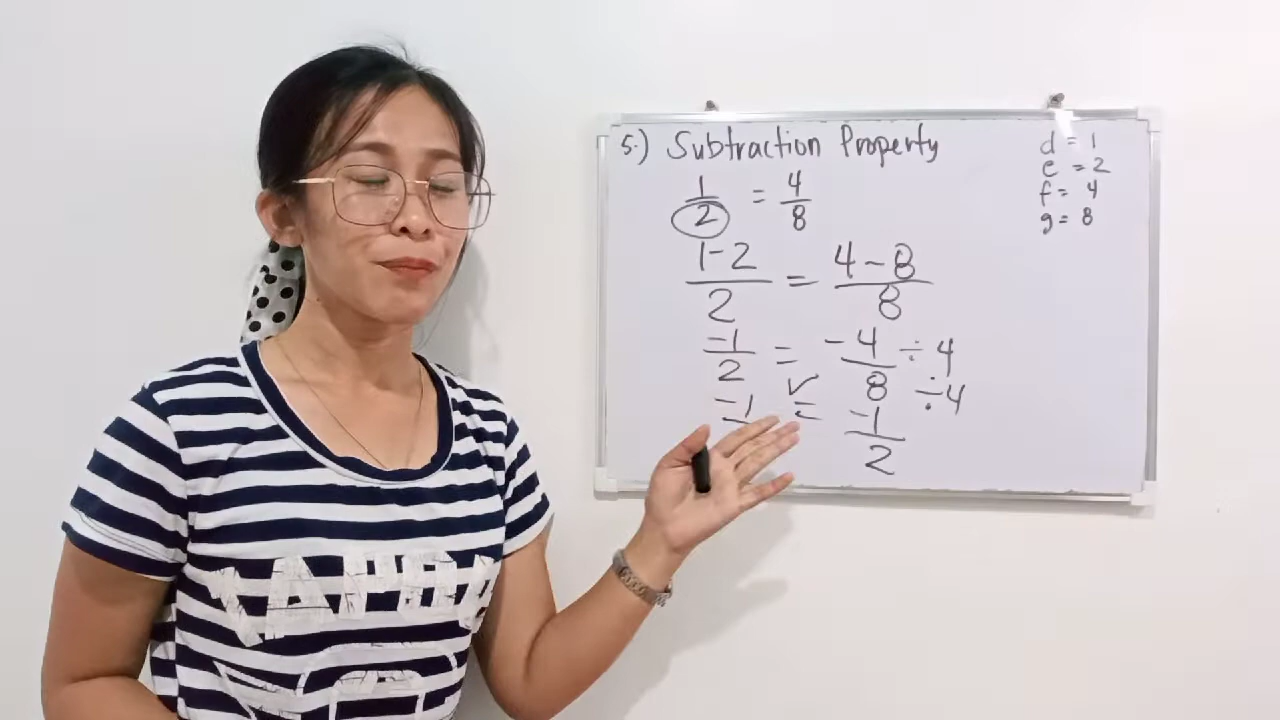 5.) Subtraction Property
d = 1
e = 2
f = 4
g = 8
1/2 = 4/8
1-2/2 = 4-8/8
-1/2 = -4/8 ÷ 4 ÷4
✓
-1 = -1/2